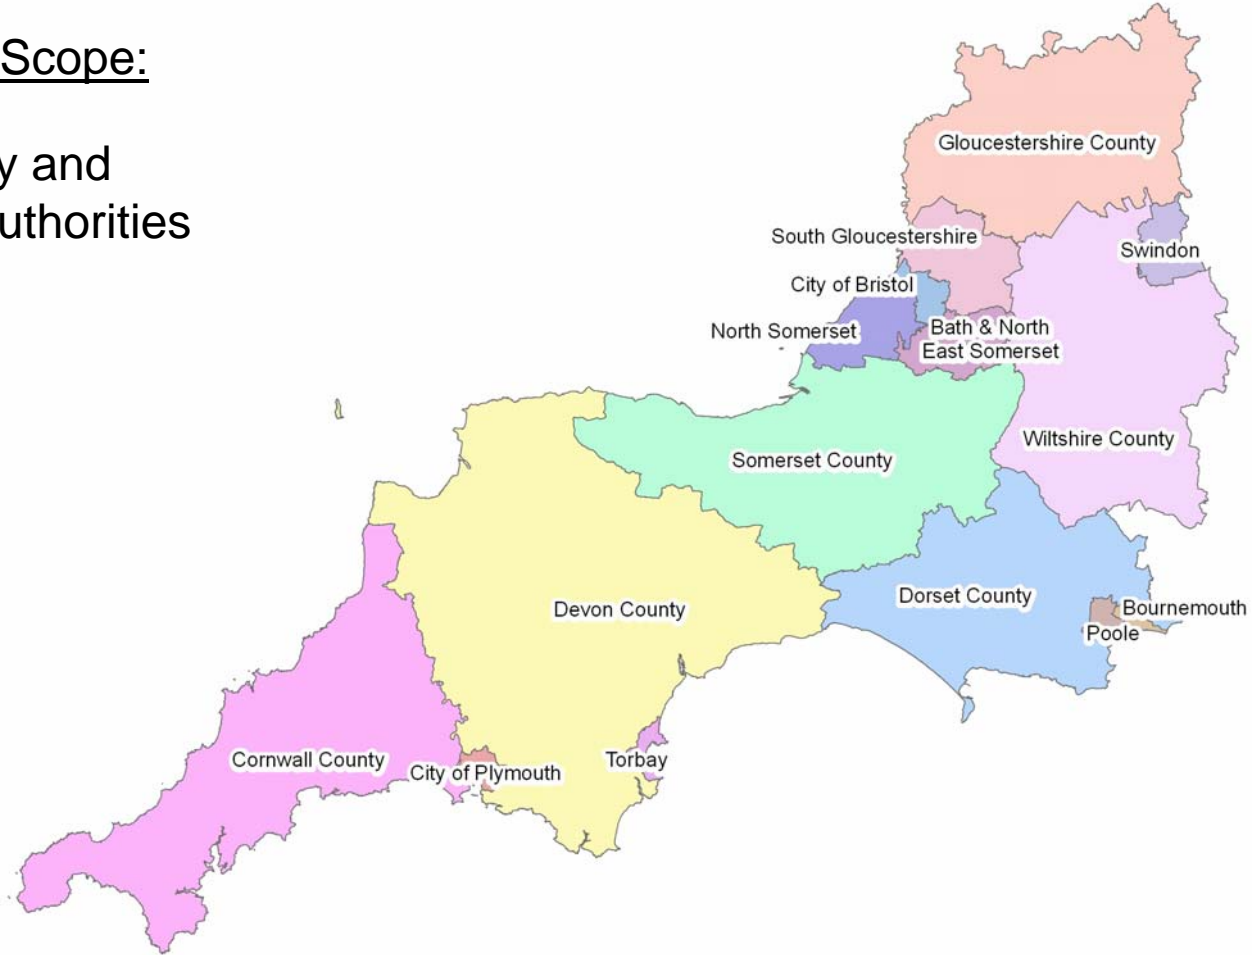 Scope:
y and
uthorities
Gloucestershire County
South Gloucestershire
Swindon
City of Bristol
North Somerset
Bath & North
East Somerset
Wiltshire County
Somerset County
Dorset County
Bournemouth
Poole
Devon County
Cornwall County
City of Plymouth
Torbay